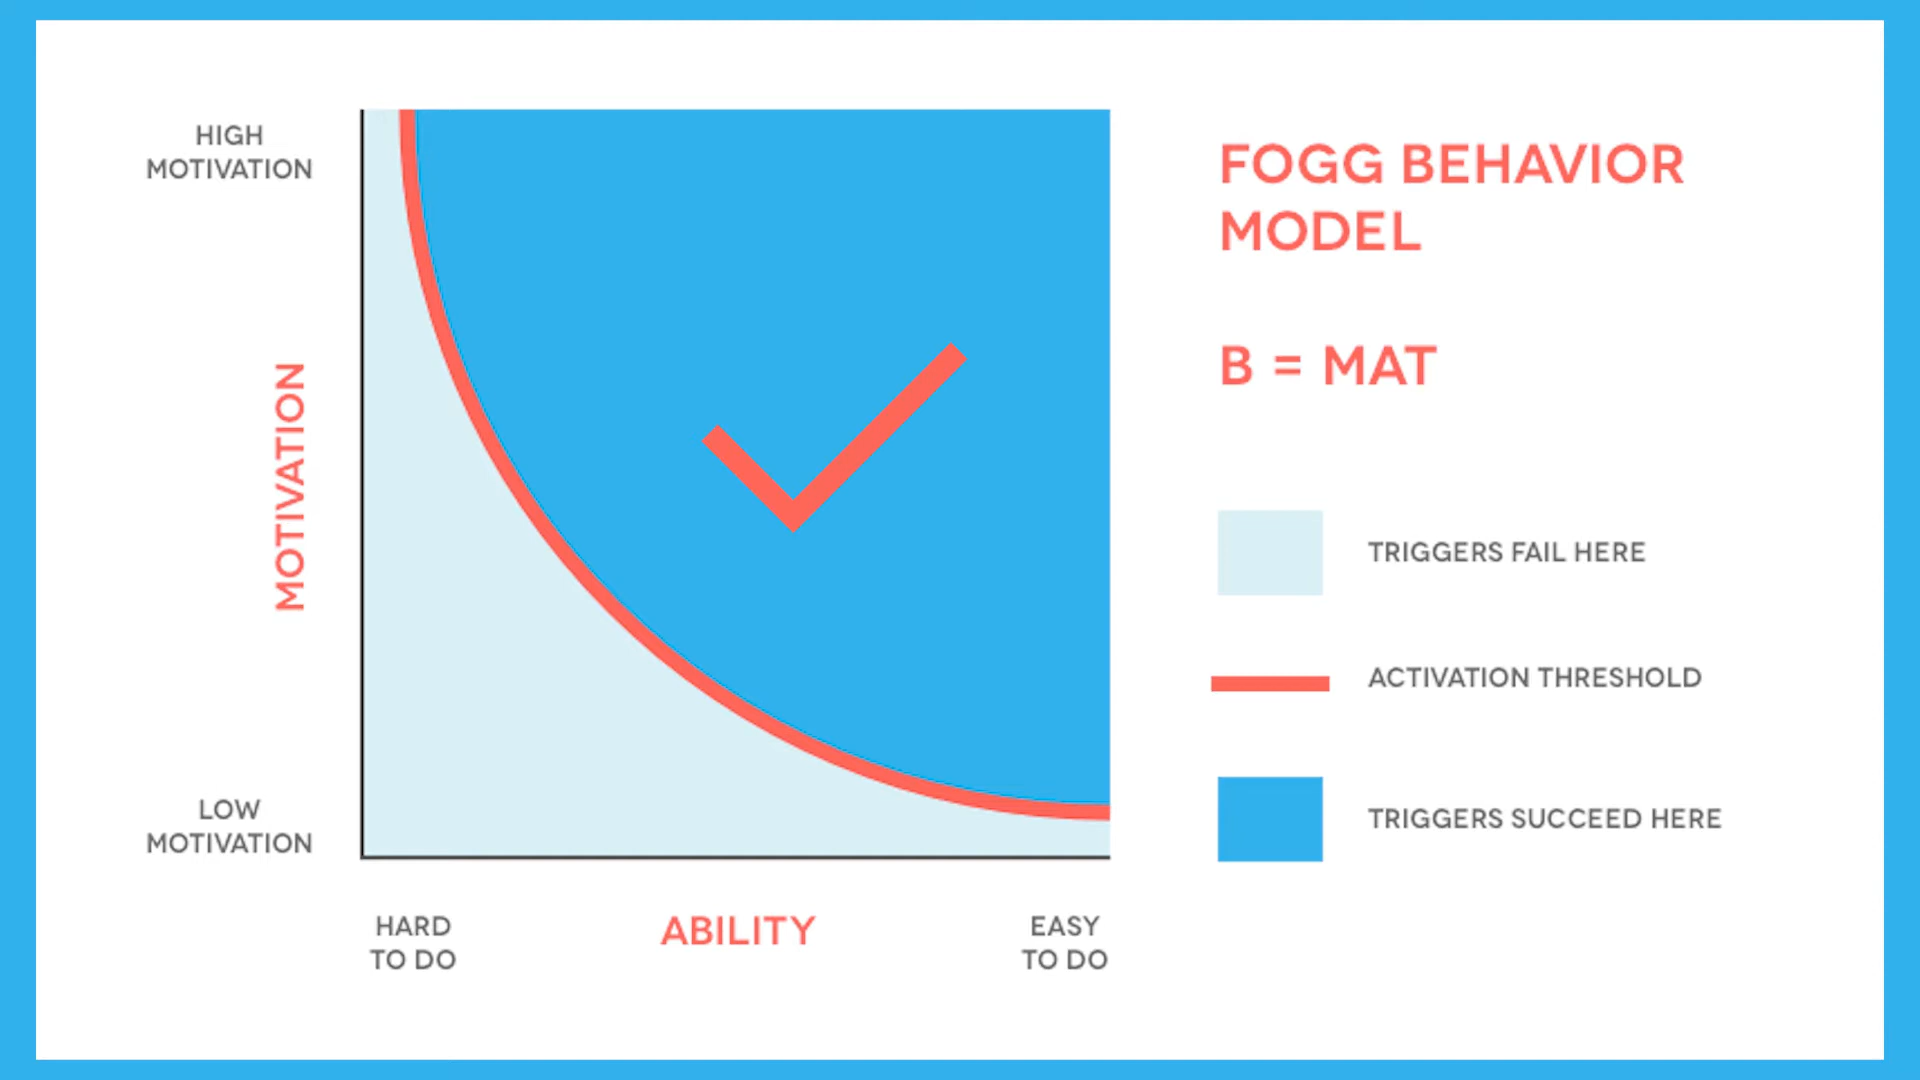 HIGH
MOTIVATION
MOTIVATION
LOW
MOTIVATION
HARD
TO DO
ABILITY
EASY
TO DO
FOGG BEHAVIOR
MODEL
B = MAT
TRIGGERS FAIL HERE
ACTIVATION THRESHOLD
TRIGGERS SUCCEED HERE